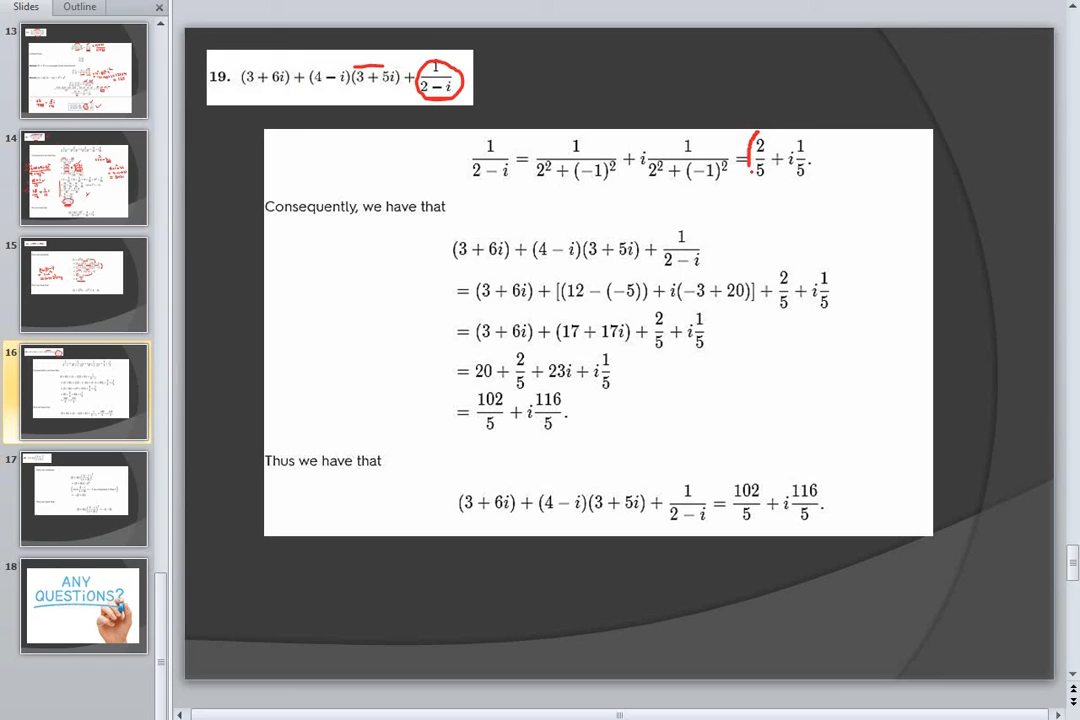 Slides
Outline
13
14
15
16
17
18
ANY
QUESTIONS?
19. (3 + 6i) + (4 − i)(3 + 5i) + 1/(2 − i)
1/(2 − i) = 1/(2² + (−1)²) + i 1/(2² + (−1)²) = 2/5 + i 1/5.
Consequently, we have that
(3 + 6i) + (4 − i)(3 + 5i) + 1/(2 − i)
= (3 + 6i) + [(12 − (−5)) + i(−3 + 20)] + 2/5 + i 1/5
= (3 + 6i) + (17 + 17i) + 2/5 + i 1/5
= 20 + 2/5 + 23i + i 1/5
= 102/5 + i 116/5.
Thus we have that
(3 + 6i) + (4 − i)(3 + 5i) + 1/(2 − i) = 102/5 + i 116/5.